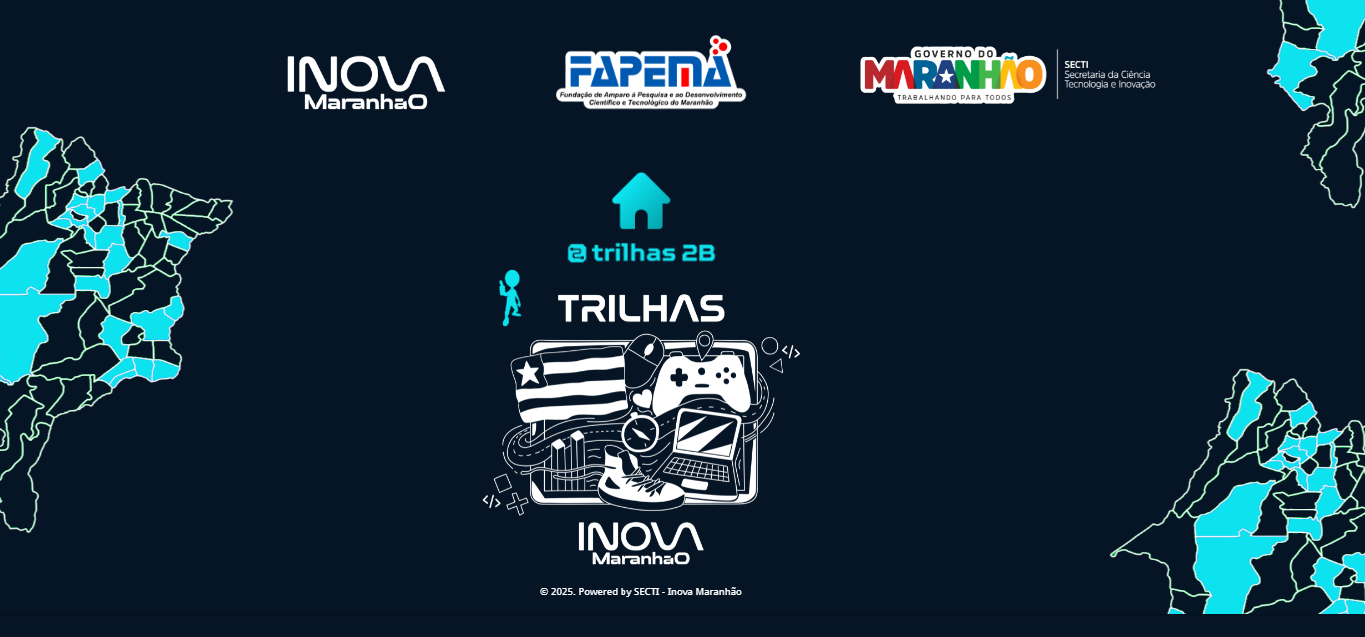 INOVA
MaranhãO
FAPEMA
Fundação de Amparo á Pesquisa e ao Desenvolvimento
Científico e Tecnológico do Maranhão
GOVERNO DO
MARANHÃO
TRABALHANDO PARA TODOS
SECTI
Secretaria da Ciência
Tecnologia e Inovação
2 trilhas 2B
TRILHAS
</>
</>
INOVA
MaranhãO
© 2025. Powered by SECTI - Inova Maranhão